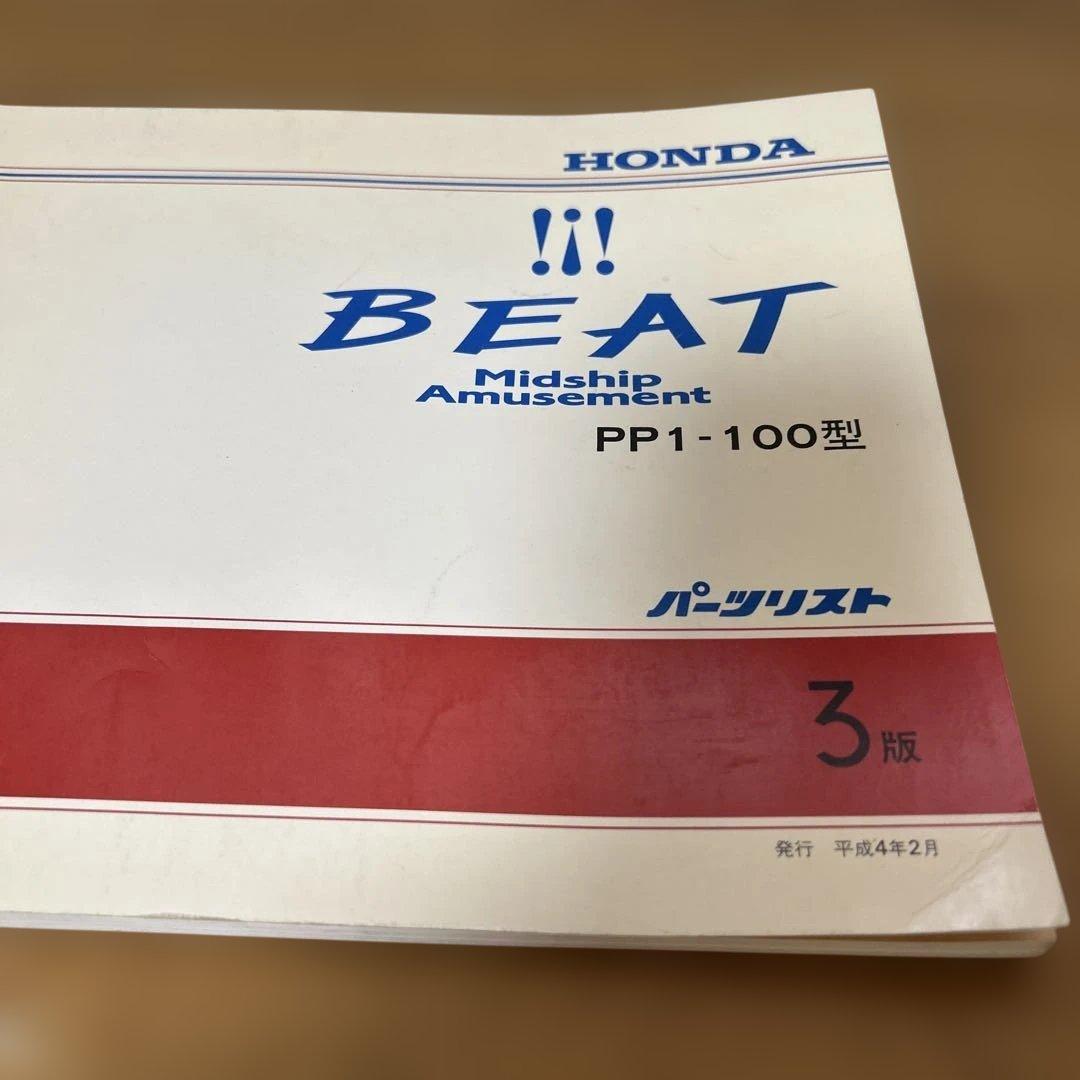 HONDA
!¡!
BEAT
Midship
Amusement
PP1-100型
パーツリスト
3版
発行 平成4年2月